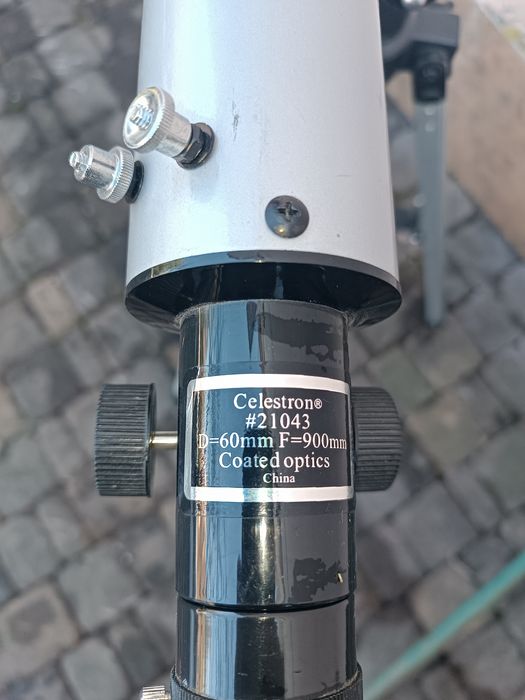 Celestron®
#21043
D=60mm F=900mm
Coated optics
China